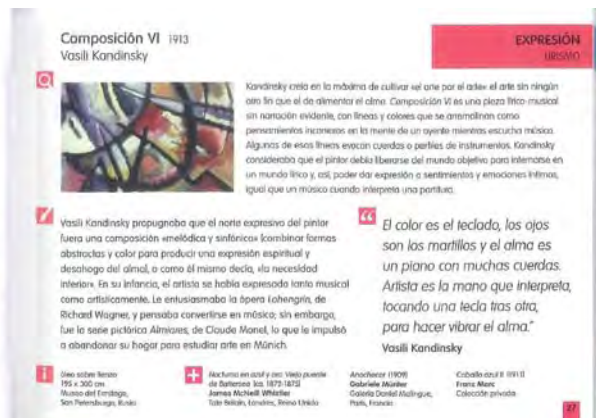 Composición VI 1913
Vasili Kandinsky
EXPRESIÓN
LIRISMO
Kandinsky creía en la máxima de cultivar «el arte por el arte»: el arte sin ningún
otro fin que el de alimentar el alma. Composición VI es una pieza lírico musical
sin narración evidente, con líneas y colores que se arremolinan como
pensamientos inconexos en la mente de un oyente mientras escucha música.
Algunas de esas líneas evocan cuerdas o perfiles de instrumentos. Kandinsky
consideraba que el pintor debía liberarse del mundo objetivo para internarse en
un mundo lírico y, así, poder dar expresión a sentimientos y emociones íntimas,
igual que un músico cuando interpreta una partitura.
Vasili Kandinsky propugnaba que el norte expresivo del pintor
fuera una composición «melódica y sinfónica» (combinar formas
abstractas y color para producir una expresión espiritual y
desahogo del alma), o como él mismo decía, «la necesidad
interior». En su infancia, el artista se había expresado tanto musical
como artísticamente. Le entusiasmaba la ópera Lohengrin, de
Richard Wagner, y pensaba convertirse en músico; sin embargo,
fue la serie pictórica Almiares, de Claude Monet, lo que le impulsó
a abandonar su hogar para estudiar arte en Múnich.
“ El color es el teclado, los ojos
son los martillos y el alma es
un piano con muchas cuerdas.
Artista es la mano que interpreta,
tocando una tecla tras otra,
para hacer vibrar el alma.”
Vasili Kandinsky
i Óleo sobre lienzo
195 x 300 cm
Museo del Ermitage,
San Petersburgo, Rusia
+ Nocturno en azul y oro: Viejo puente
de Battersea (ca. 1872-1875)
James McNeill Whistler
Tate Britain, Londres, Reino Unido
Anochecer (1909)
Gabriele Münter
Galería Daniel Malingue,
París, Francia
Caballo azul II (1911)
Franz Marc
Colección privada
27